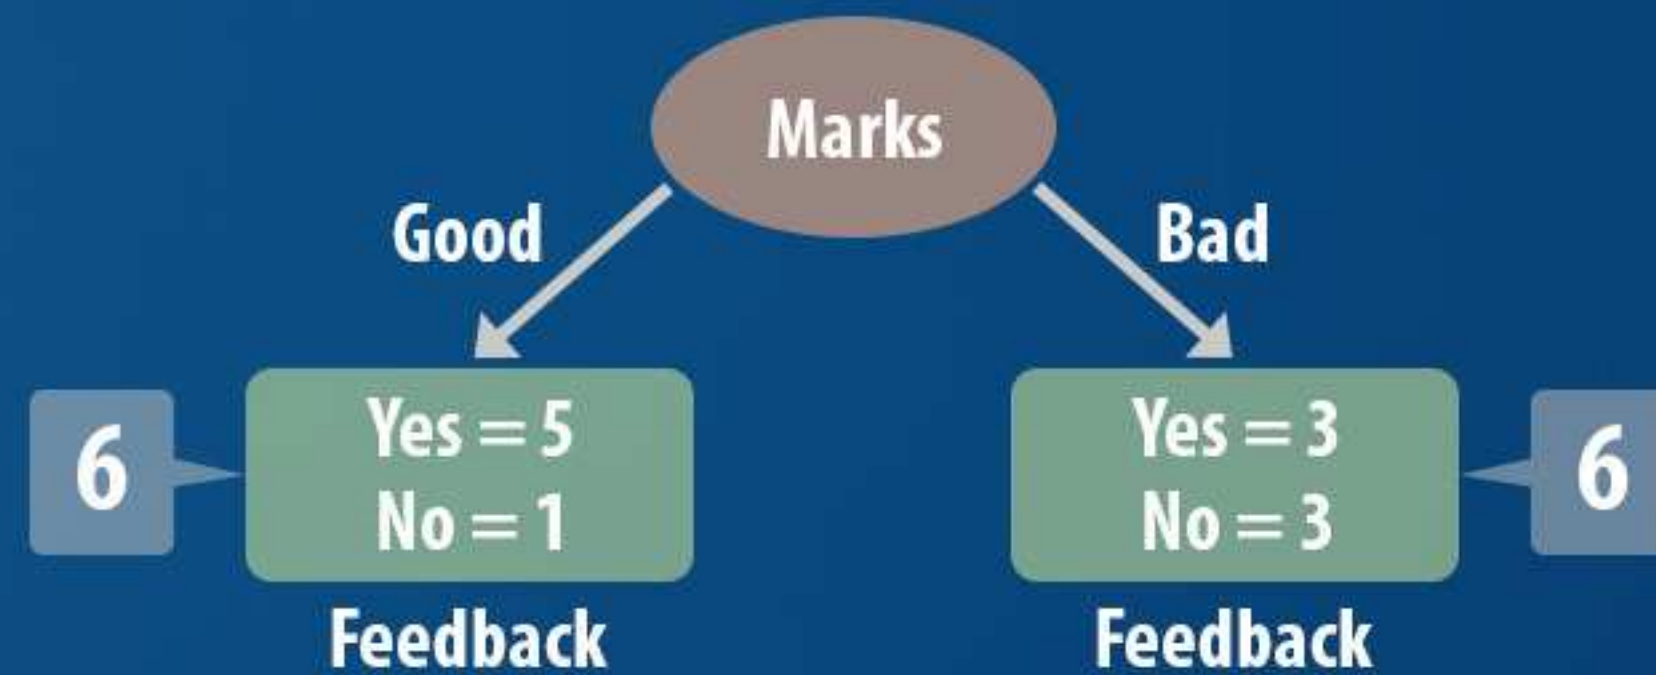 Marks
Good
Bad
6
Yes = 5
No = 1
Yes = 3
No = 3
6
Feedback
Feedback